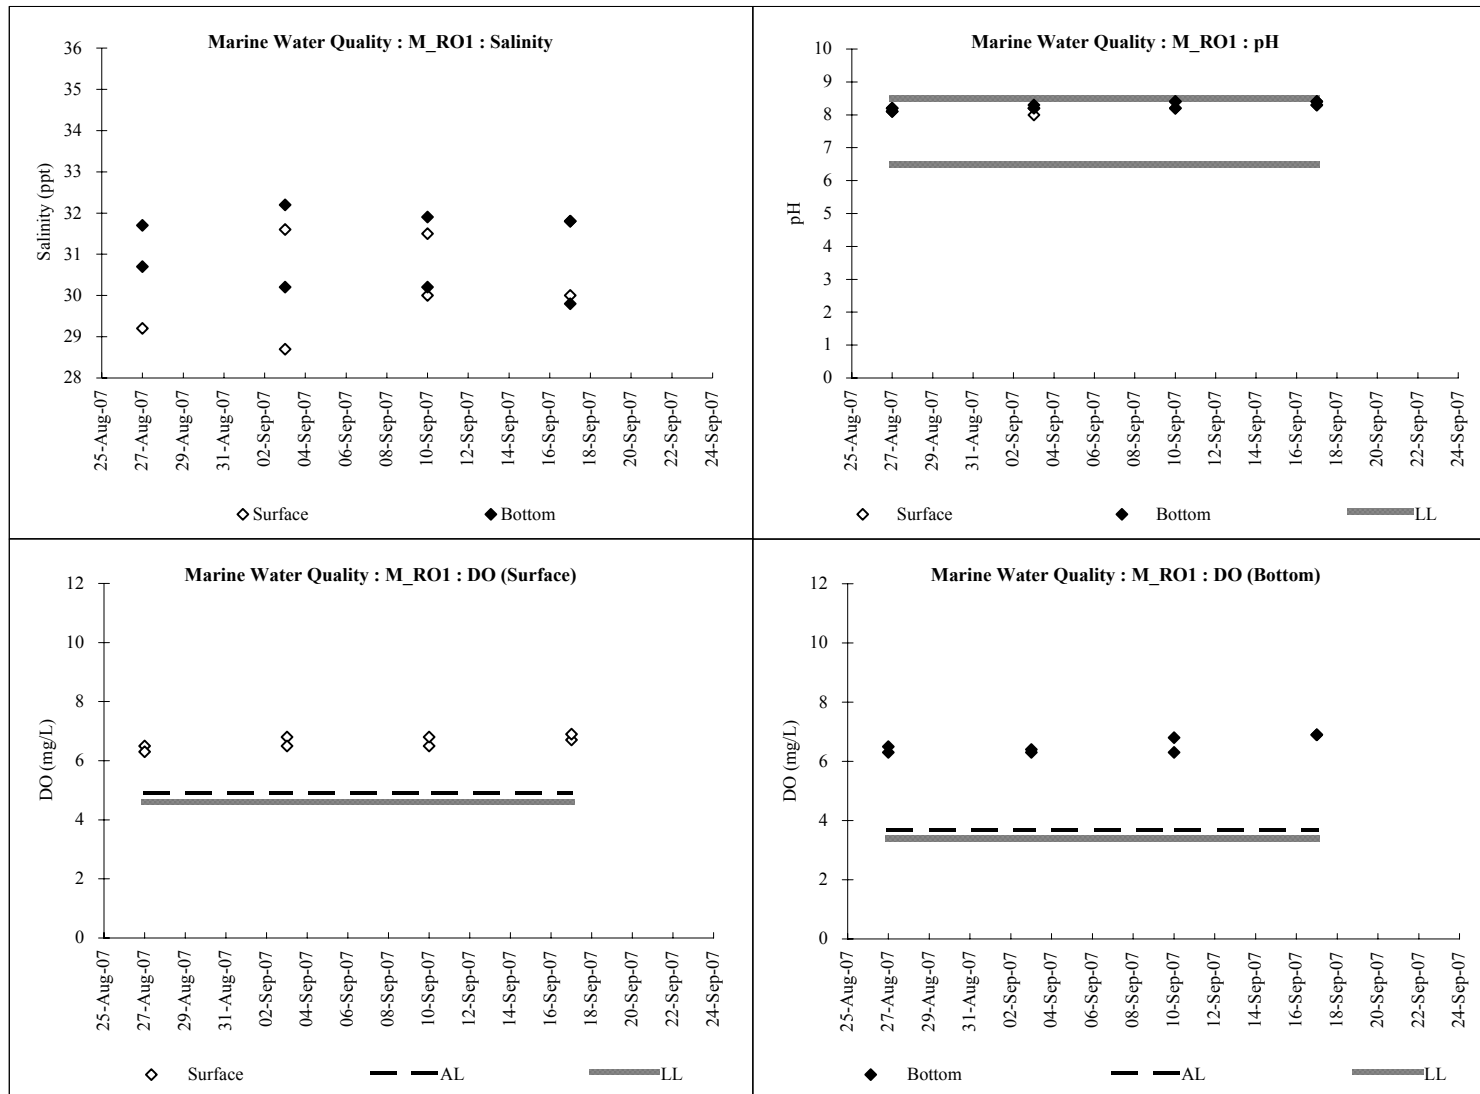 Marine Water Quality : M_RO1 : Salinity
36
35
34
33
32
31
30
29
28
Salinity (ppt)
25-Aug-07
27-Aug-07
29-Aug-07
31-Aug-07
02-Sep-07
04-Sep-07
06-Sep-07
08-Sep-07
10-Sep-07
12-Sep-07
14-Sep-07
16-Sep-07
18-Sep-07
20-Sep-07
22-Sep-07
24-Sep-07
Surface Bottom
Marine Water Quality : M_RO1 : pH
10
9
8
7
6
5
4
3
2
1
0
pH
25-Aug-07
27-Aug-07
29-Aug-07
31-Aug-07
02-Sep-07
04-Sep-07
06-Sep-07
08-Sep-07
10-Sep-07
12-Sep-07
14-Sep-07
16-Sep-07
18-Sep-07
20-Sep-07
22-Sep-07
24-Sep-07
Surface Bottom LL
Marine Water Quality : M_RO1 : DO (Surface)
12
10
8
6
4
2
0
DO (mg/L)
25-Aug-07
27-Aug-07
29-Aug-07
31-Aug-07
02-Sep-07
04-Sep-07
06-Sep-07
08-Sep-07
10-Sep-07
12-Sep-07
14-Sep-07
16-Sep-07
18-Sep-07
20-Sep-07
22-Sep-07
24-Sep-07
Surface AL LL
Marine Water Quality : M_RO1 : DO (Bottom)
12
10
8
6
4
2
0
DO (mg/L)
25-Aug-07
27-Aug-07
29-Aug-07
31-Aug-07
02-Sep-07
04-Sep-07
06-Sep-07
08-Sep-07
10-Sep-07
12-Sep-07
14-Sep-07
16-Sep-07
18-Sep-07
20-Sep-07
22-Sep-07
24-Sep-07
Bottom AL LL